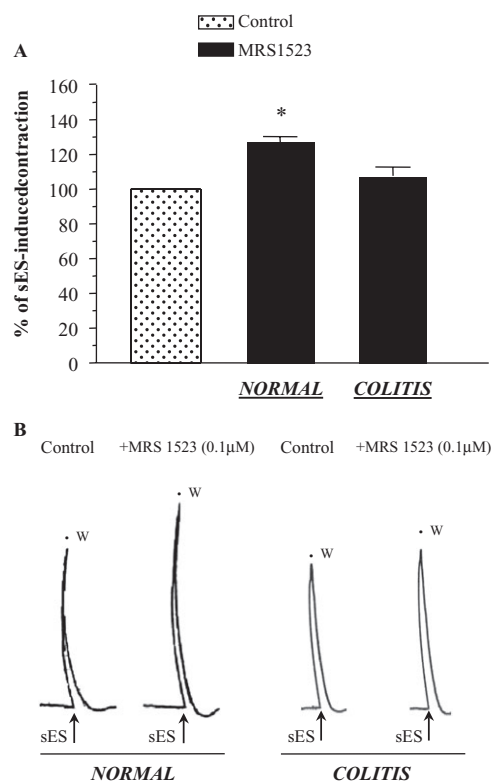 Control
MRS1523
A
% of sES-inducedcontraction
160
140
120
100
80
60
40
20
0
*
NORMAL COLITIS
B
Control +MRS 1523 (0.1µM) Control +MRS 1523 (0.1µM)
W W W W
sES sES sES sES
NORMAL COLITIS